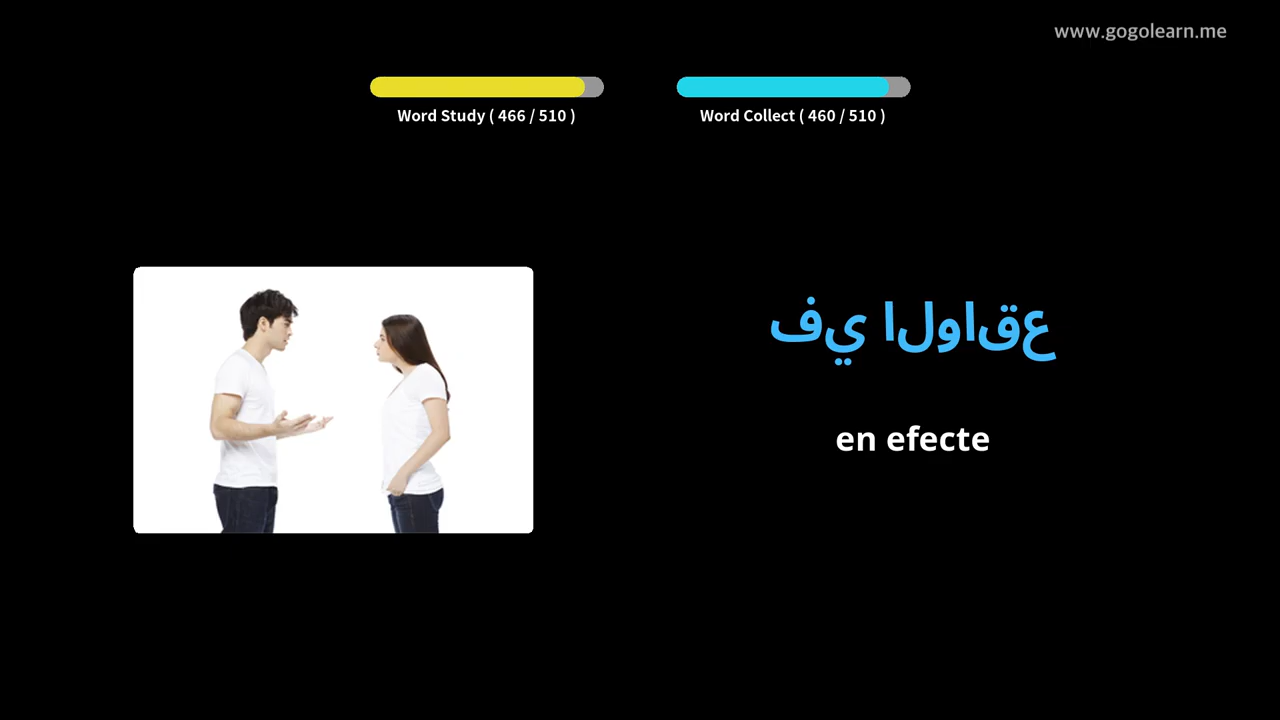 www.gogolearn.me
Word Study ( 466 / 510 )
Word Collect ( 460 / 510 )
في الواقع
en efecte